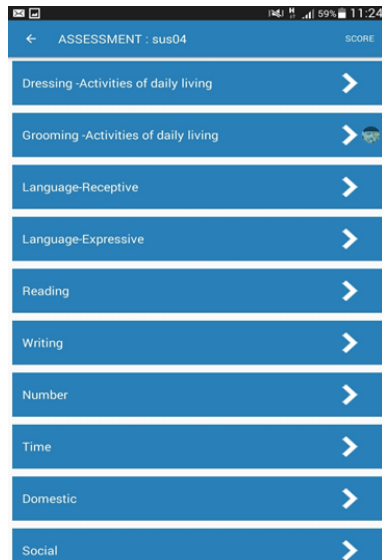 59% 11:24
ASSESSMENT : sus04 SCORE
Dressing -Activities of daily living
Grooming -Activities of daily living
Language-Receptive
Language-Expressive
Reading
Writing
Number
Time
Domestic
Social